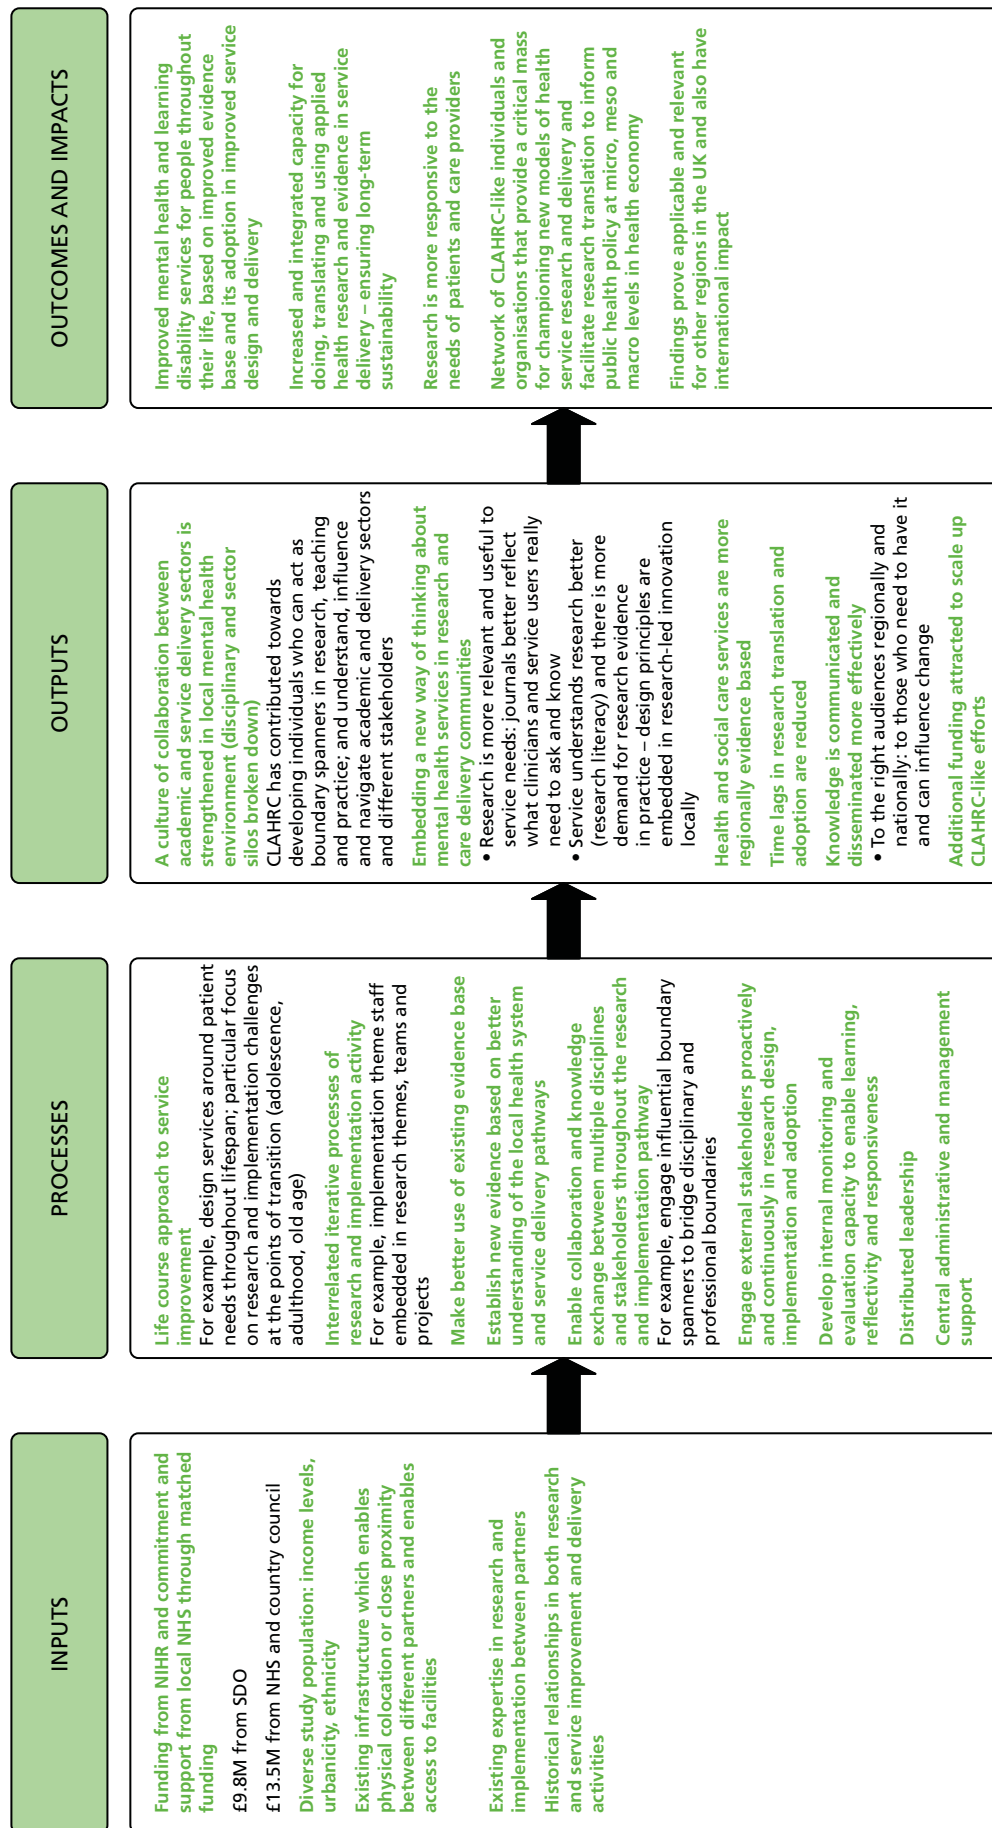 INPUTS
Funding from NIHR and commitment and
support from local NHS through matched
funding
£9.8M from SDO
£13.5M from NHS and country council
Diverse study population: income levels,
urbanicity, ethnicity
Existing infrastructure which enables
physical colocation or close proximity
between different partners and enables
access to facilities
Existing expertise in research and
implementation between partners
Historical relationships in both research
and service improvement and delivery
activities
PROCESSES
Life course approach to service
improvement
For example, design services around patient
needs throughout lifespan; particular focus
on research and implementation challenges
at the points of transition (adolescence,
adulthood, old age)
Interrelated iterative processes of
research and implementation activity
For example, implementation theme staff
embedded in research themes, teams and
projects
Make better use of existing evidence base
Establish new evidence based on better
understanding of the local health system
and service delivery pathways
Enable collaboration and knowledge
exchange between multiple disciplines
and stakeholders throughout the research
and implementation pathway
For example, engage influential boundary
spanners to bridge disciplinary and
professional boundaries
Engage external stakeholders proactively
and continuously in research design,
implementation and adoption
Develop internal monitoring and
evaluation capacity to enable learning,
reflectivity and responsiveness
Distributed leadership
Central administrative and management
support
OUTPUTS
A culture of collaboration between
academic and service delivery sectors is
strengthened in local mental health
environment (disciplinary and sector
silos broken down)
CLAHRC has contributed towards
developing individuals who can act as
boundary spanners in research, teaching
and practice; and understand, influence
and navigate academic and delivery sectors
and different stakeholders
Embedding a new way of thinking about
mental health services in research and
care delivery communities
• Research is more relevant and useful to
service needs: journals better reflect
what clinicians and service users really
need to ask and know
• Service understands research better
(research literacy) and there is more
demand for research evidence
in practice – design principles are
embedded in research-led innovation
locally
Health and social care services are more
regionally evidence based
Time lags in research translation and
adoption are reduced
Knowledge is communicated and
disseminated more effectively
• To the right audiences regionally and
nationally: to those who need to have it
and can influence change
Additional funding attracted to scale up
CLAHRC-like efforts
OUTCOMES AND IMPACTS
Improved mental health and learning
disability services for people throughout
their life, based on improved evidence
base and its adoption in improved service
design and delivery
Increased and integrated capacity for
doing, translating and using applied
health research and evidence in service
delivery – ensuring long-term
sustainability
Research is more responsive to the
needs of patients and care providers
Network of CLAHRC-like individuals and
organisations that provide a critical mass
for championing new models of health
service research and delivery and
facilitate research translation to inform
public health policy at micro, meso and
macro levels in health economy
Findings prove applicable and relevant
for other regions in the UK and also have
international impact